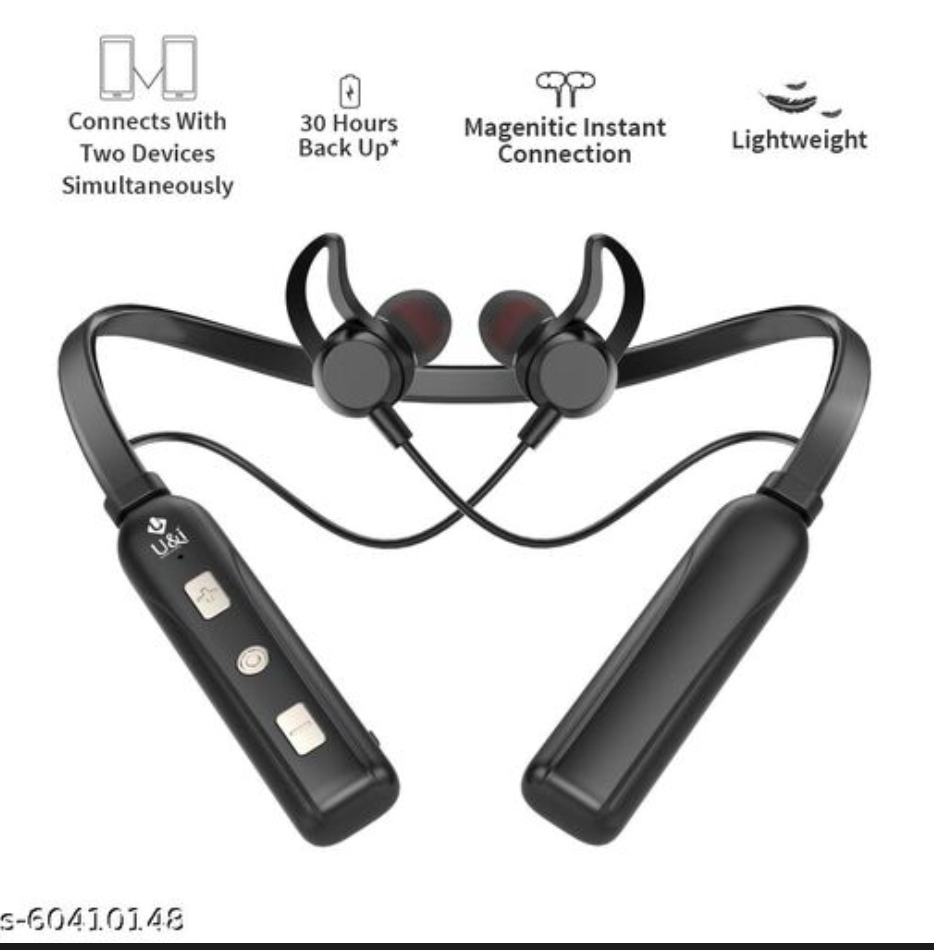 Connects With
Two Devices
Simultaneously
30 Hours
Back Up*
Magenitic Instant
Connection
Lightweight
U&i
s-60410148